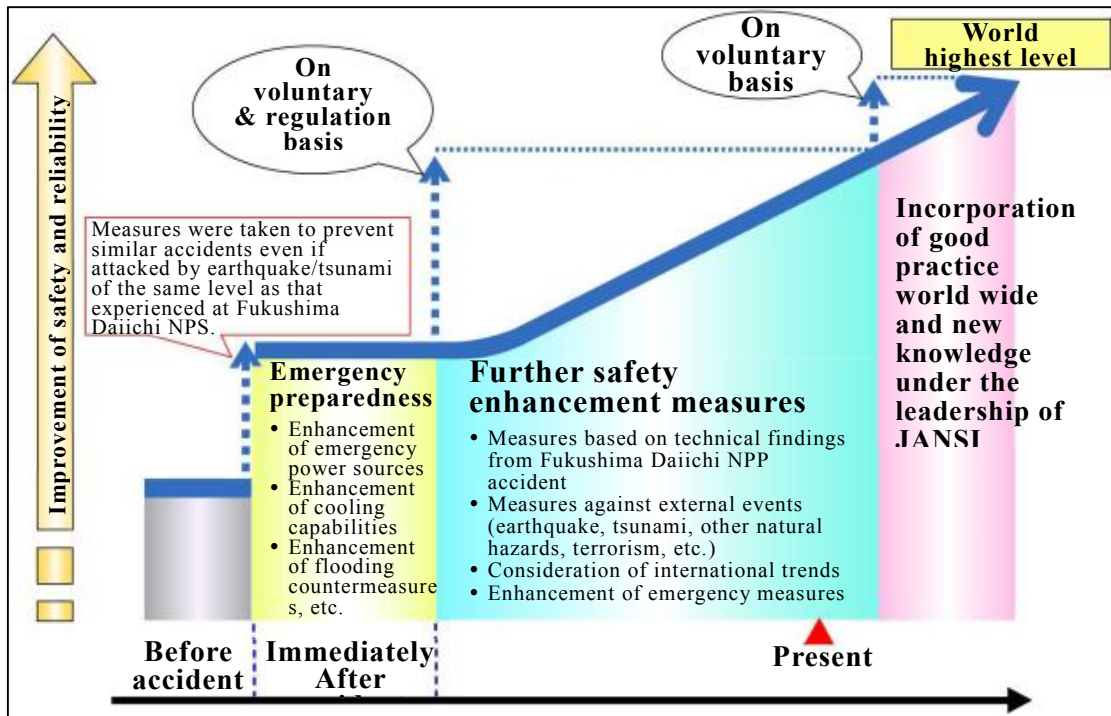 World
highest level
On
voluntary
basis
On
voluntary
& regulation
basis
Improvement of safety and reliability
Measures were taken to prevent
similar accidents even if
attacked by earthquake/tsunami
of the same level as that
experienced at Fukushima
Daiichi NPS.
Emergency
preparedness
• Enhancement
of emergency
power sources
• Enhancement
of cooling
capabilities
• Enhancement
of flooding
countermeasure
s, etc.
Further safety
enhancement measures
• Measures based on technical findings
from Fukushima Daiichi NPP
accident
• Measures against external events
(earthquake, tsunami, other natural
hazards, terrorism, etc.)
• Consideration of international trends
• Enhancement of emergency measures
Incorporation
of good
practice
world wide
and new
knowledge
under the
leadership of
JANSI
Before
accident
Immediately
After
Present